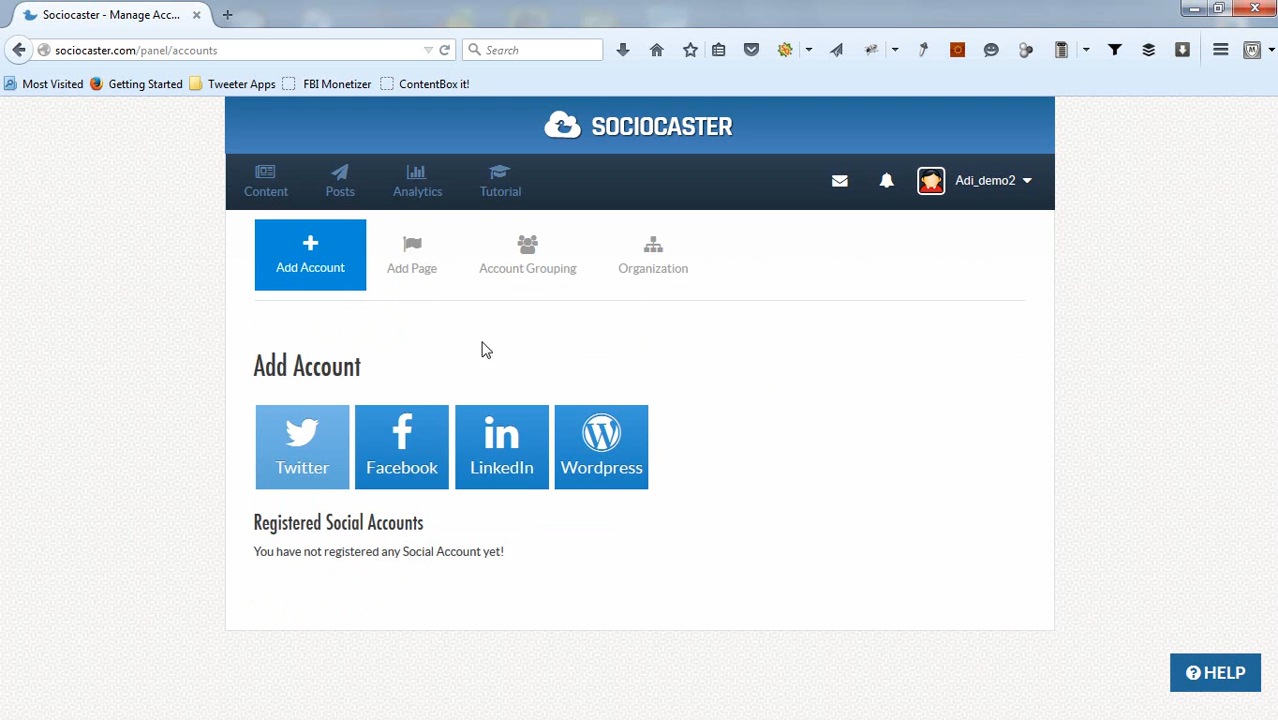 Sociocaster - Manage Acc...
sociocaster.com/panel/accounts
Search
Most Visited Getting Started Tweeter Apps FBI Monetizer ContentBox it!
SOCIOCASTER
Content Posts Analytics Tutorial Adi_demo2
Add Account Add Page Account Grouping Organization
Add Account
Twitter Facebook LinkedIn Wordpress
Registered Social Accounts
You have not registered any Social Account yet!
HELP